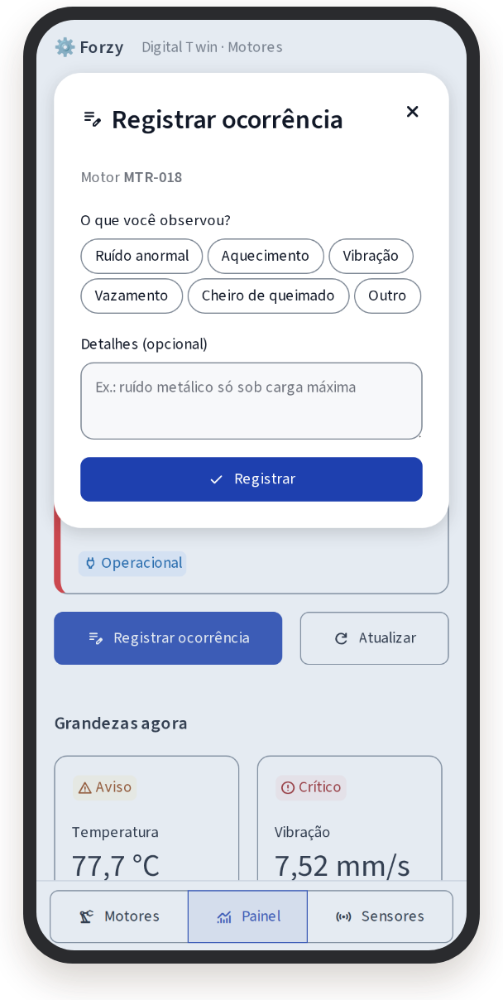 Forzy Digital Twin · Motores
Registrar ocorrência
Motor MTR-018
O que você observou?
Ruído anormal Aquecimento Vibração
Vazamento Cheiro de queimado Outro
Detalhes (opcional)
Ex.: ruído metálico só sob carga máxima
Registrar
Operacional
Registrar ocorrência Atualizar
Grandezas agora
Aviso Crítico
Temperatura Vibração
77,7 °C 7,52 mm/s
Motores Painel Sensores